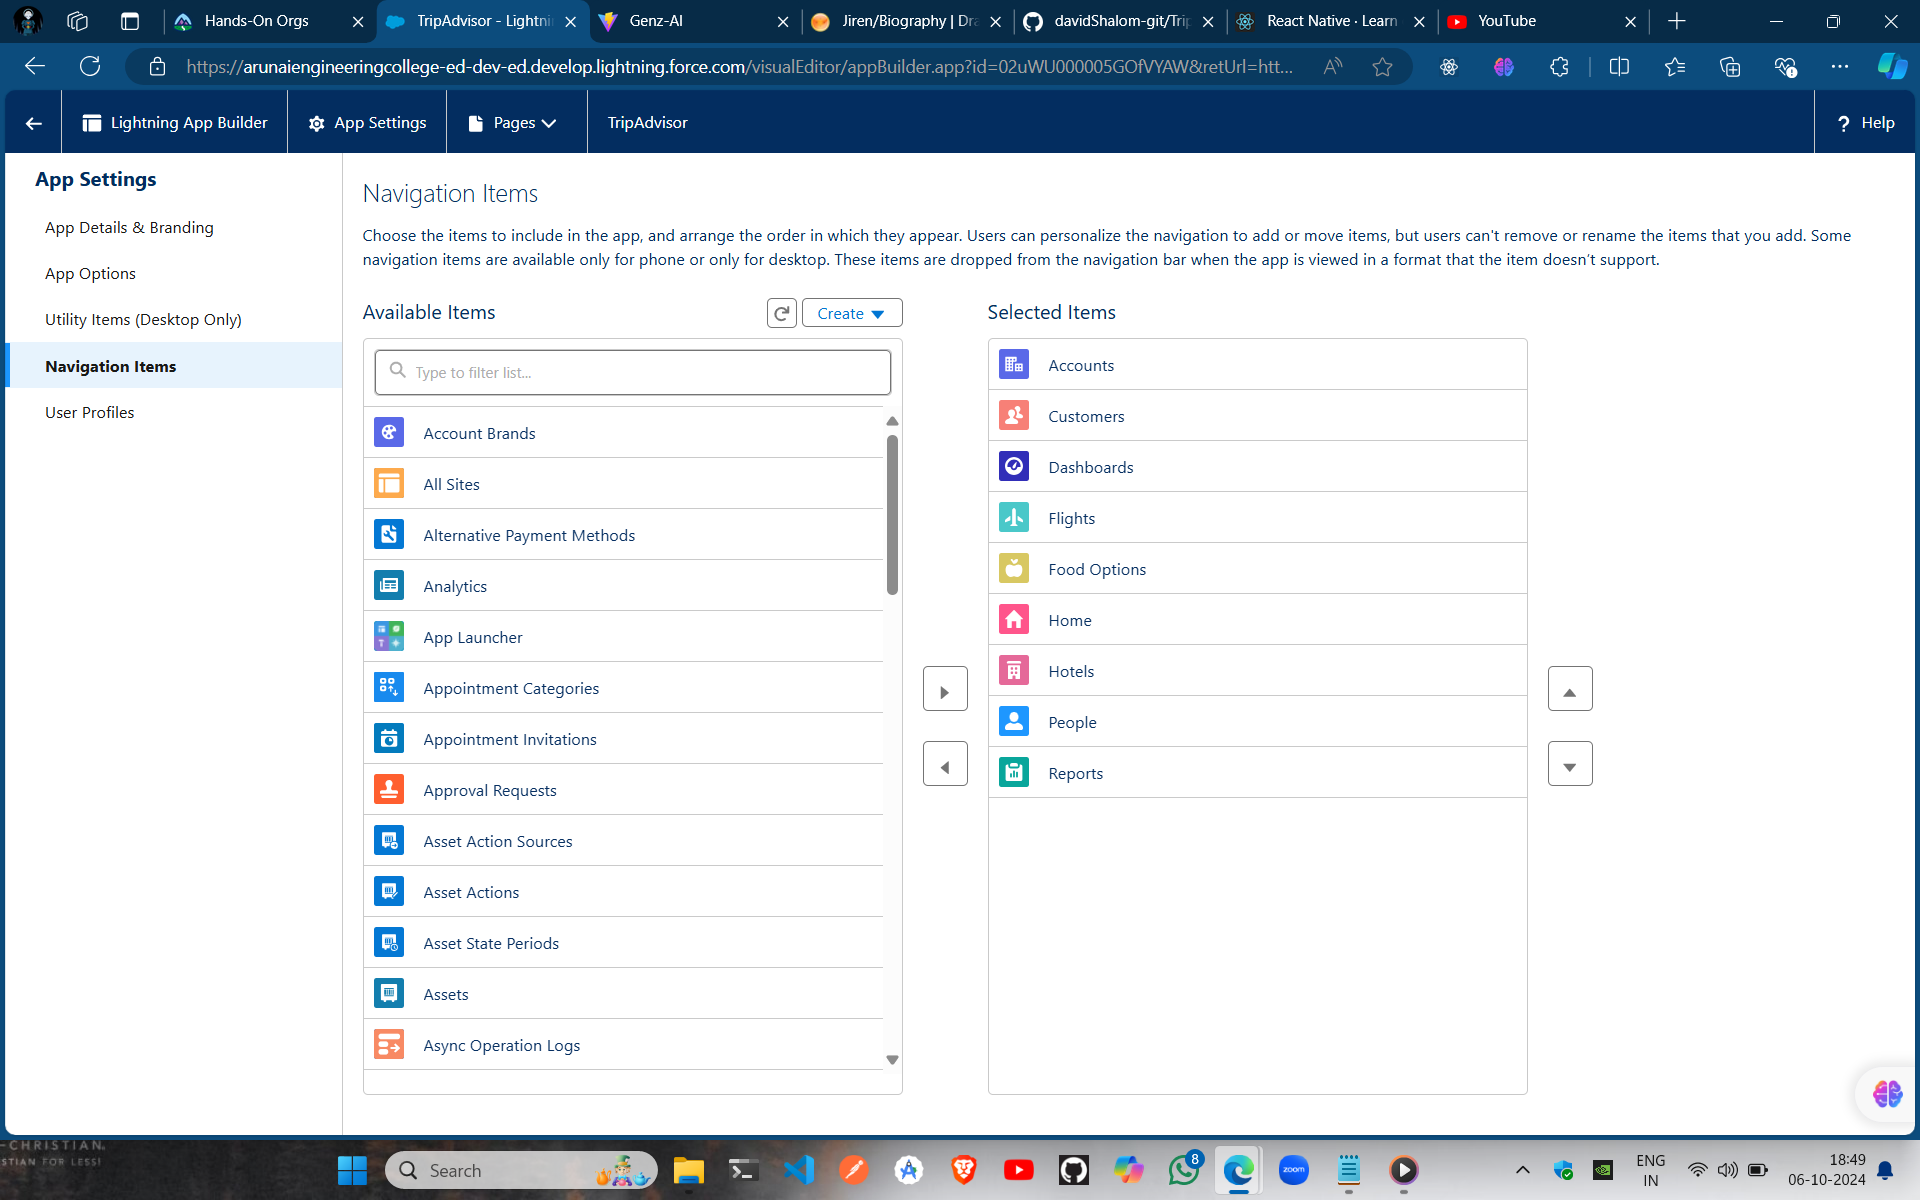 Hands-On Orgs
TripAdvisor - Lightnin
Genz-AI
Jiren/Biography | Dra
davidShalom-git/Trip
React Native · Learn
YouTube
https://arunaiengineeringcollege-ed-dev-ed.develop.lightning.force.com/visualEditor/appBuilder.app?id=02uWU000005GOfVYAW&retUrl=htt...
Lightning App Builder
App Settings
Pages
TripAdvisor
? Help
App Settings
App Details & Branding
App Options
Utility Items (Desktop Only)
Navigation Items
User Profiles
Navigation Items
Choose the items to include in the app, and arrange the order in which they appear. Users can personalize the navigation to add or move items, but users can't remove or rename the items that you add. Some
navigation items are available only for phone or only for desktop. These items are dropped from the navigation bar when the app is viewed in a format that the item doesn't support.
Available Items
Create
Type to filter list...
Account Brands
All Sites
Alternative Payment Methods
Analytics
App Launcher
Appointment Categories
Appointment Invitations
Approval Requests
Asset Action Sources
Asset Actions
Asset State Periods
Assets
Async Operation Logs
Selected Items
Accounts
Customers
Dashboards
Flights
Food Options
Home
Hotels
People
Reports
-CHRISTIAN
STIAN FOR LESS!
Search
8
zoom
ENG
IN
18:49
06-10-2024